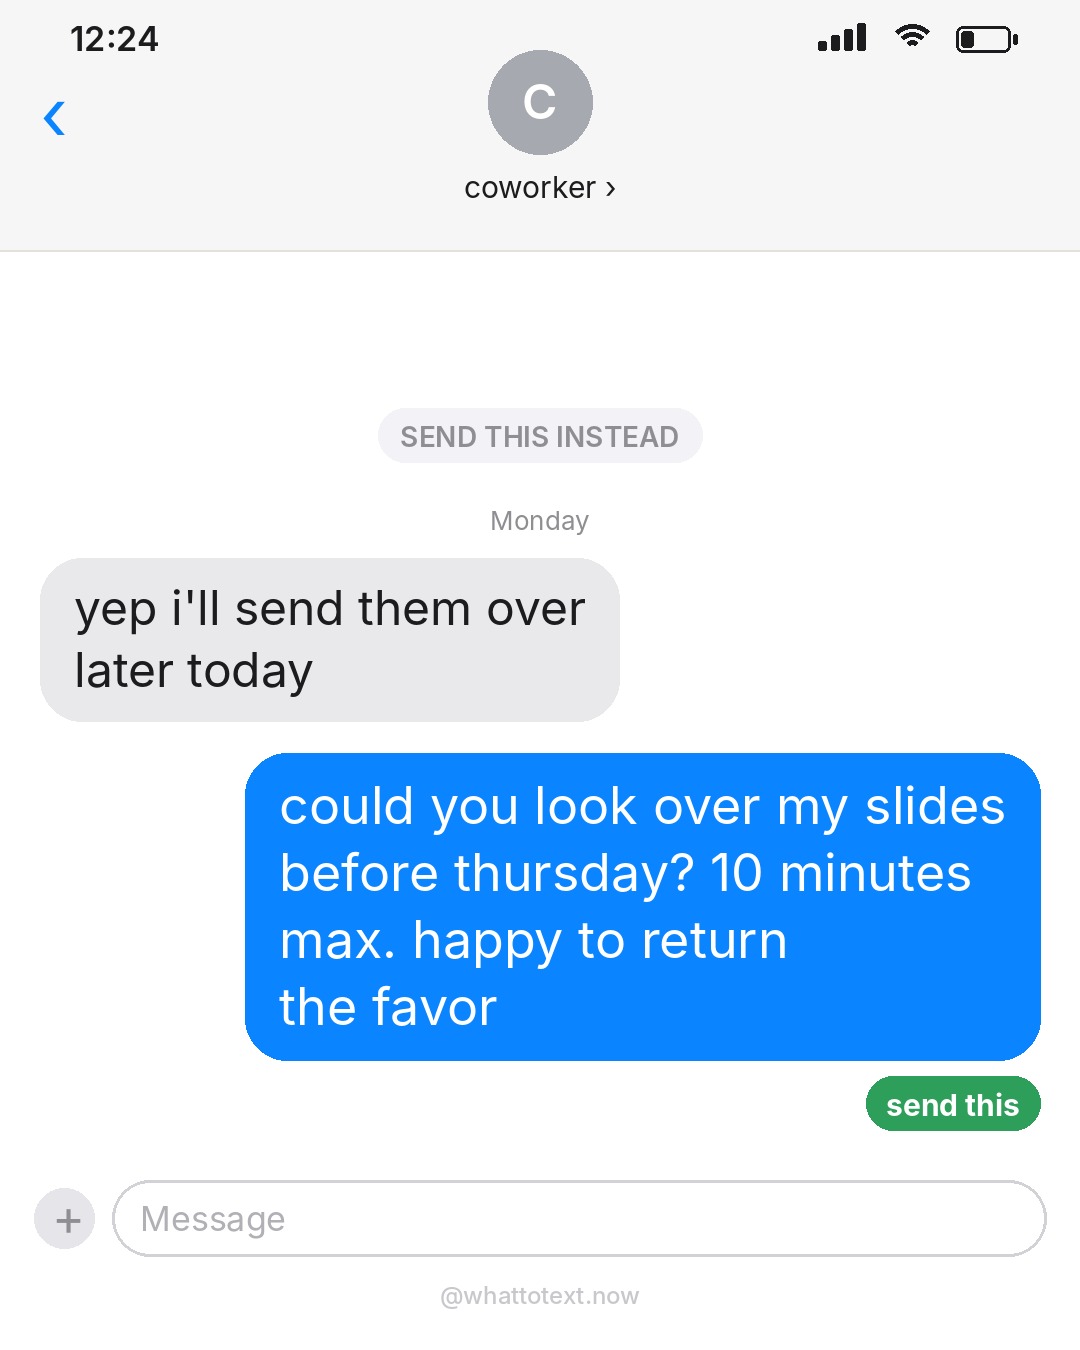 12:24
C
coworker ›
SEND THIS INSTEAD
Monday
yep i'll send them over
later today
could you look over my slides
before thursday? 10 minutes
max. happy to return
the favor
send this
Message
@whattotext.now